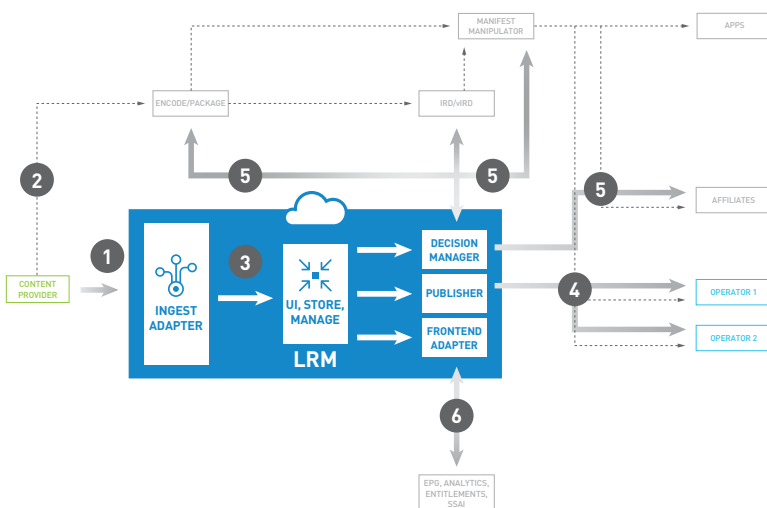 MANIFEST
MANIPULATOR
APPS
ENCODE/PACKAGE
IRD/vIRD
2
5
5
5
AFFILIATES
1
CONTENT
PROVIDER
INGEST
ADAPTER
3
UI, STORE,
MANAGE
LRM
DECISION
MANAGER
PUBLISHER
FRONTEND
ADAPTER
4
OPERATOR 1
OPERATOR 2
6
EPG, ANALYTICS,
ENTITLEMENTS,
SSAI